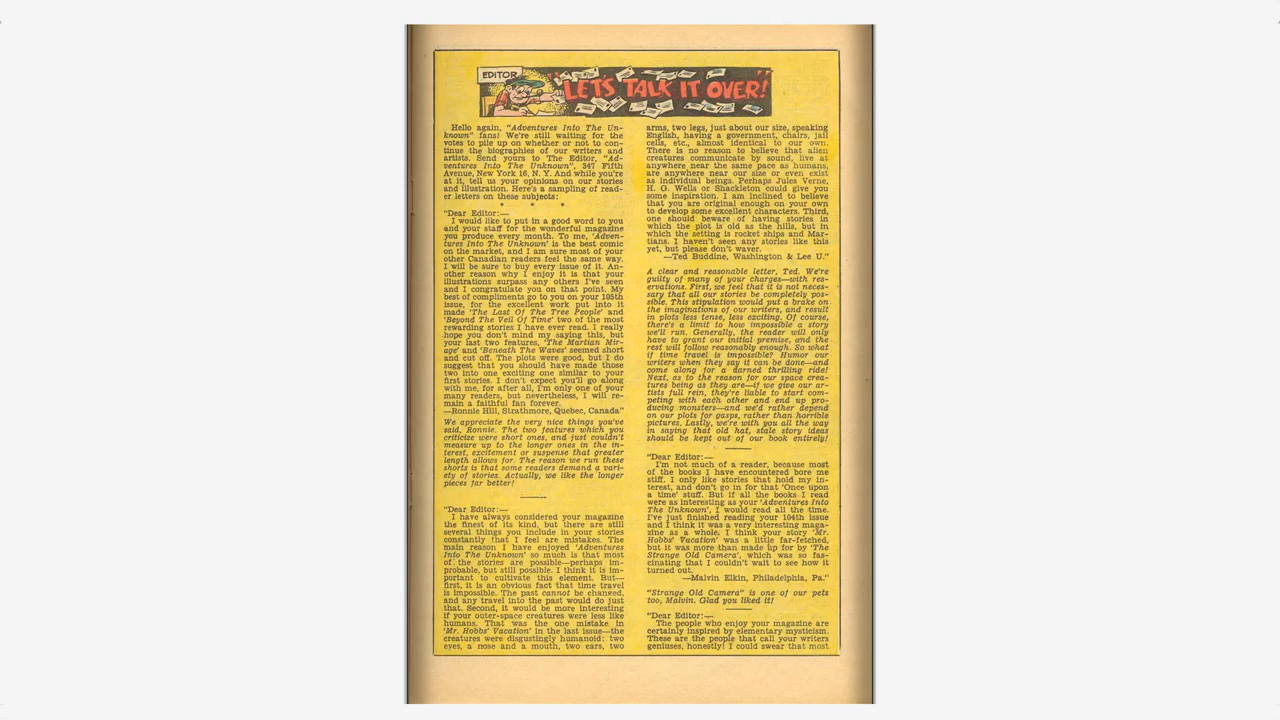 EDITOR
"LET'S TALK IT OVER!"
Hello again, "Adventures Into The Un-
known" fans! We're still waiting for the
votes to pile up on whether or not to con-
tinue the biographies of our writers and
artists. Send yours to The Editor, "Ad-
ventures Into The Unknown", 347 Fifth
Avenue, New York 16, N. Y. And while you're
at it, tell us your opinions on our stories
and illustration. Here's a sampling of read-
er letters on these subjects:
* * *
"Dear Editor:—
I would like to put in a good word to you
and your staff for the wonderful magazine
you produce every month. To me, 'Adven-
tures Into The Unknown' is the best comic
on the market, and I am sure most of your
other Canadian readers feel the same way.
I will be sure to buy every issue of it. An-
other reason why I enjoy it is that your
illustrations surpass any others I've seen
and I congratulate you on that point. My
best of compliments go to you on your 105th
issue, for the excellent work put into it
made 'The Last Of The Tree People' and
'Beyond The Veil Of Time' two of the most
rewarding stories I have ever read. I really
hope you don't mind my saying this, but
your last two features, 'The Martian Mir-
age' and 'Beneath The Waves' seemed short
and cut off. The plots were good, but I do
suggest that you should have made those
two into one exciting one similar to your
first stories. I don't expect you'll go along
with me, for after all, I'm only one of your
many readers, but nevertheless, I will re-
main a faithful fan forever.
—Ronnie Hill, Strathmore, Quebec, Canada"
We appreciate the very nice things you've
said, Ronnie. The two features which you
criticize were short ones, and just couldn't
measure up to the longer ones in the in-
terest, excitement or suspense that greater
length allows for. The reason we run these
shorts is that some readers demand a vari-
ety of stories. Actually, we like the longer
pieces far better!
"Dear Editor:—
I have always considered your magazine
the finest of its kind, but there are still
several things you include in your stories
constantly that I feel are mistakes. The
main reason I have enjoyed 'Adventures
Into The Unknown' so much is that most
of the stories are possible—perhaps im-
probable, but still possible. I think it is im-
portant to cultivate this element. But—
first, it is an obvious fact that time travel
is impossible. The past cannot be changed,
and any travel into the past would do just
that. Second, it would be more interesting
if your outer-space creatures were less like
humans. That was the one mistake in
'Mr. Hobbs' Vacation' in the last issue—the
creatures were disgustingly humanoid: two
eyes, a nose and a mouth, two ears, two
arms, two legs, just about our size, speaking
English, having a government, chairs, jail
cells, etc., almost identical to our own.
There is no reason to believe that alien
creatures communicate by sound, live at
anywhere near the same pace as humans,
are anywhere near our size or even exist
as individual beings. Perhaps Jules Verne,
H. G. Wells or Shackleton could give you
some inspiration. I am inclined to believe
that you are original enough on your own
to develop some excellent characters. Third,
one should beware of having stories in
which the plot is old as the hills, but in
which the setting is rocket ships and Mar-
tians. I haven't seen any stories like this
yet, but please don't waver.
—Ted Buddine, Washington & Lee U."
A clear and reasonable letter, Ted. We're
guilty of many of your charges—with res-
ervations. First, we feel that it is not neces-
sary that all our stories be completely pos-
sible. This stipulation would put a brake on
the imaginations of our writers, and result
in plots less tense, less exciting. Of course,
there's a limit to how impossible a story
we'll run. Generally, the reader will only
have to grant our initial premise, and the
rest will follow reasonably enough. So what
if time travel is impossible? Humor our
writers when they say it can be done—and
come along for a darned thrilling ride!
Next, as to the reason for our space crea-
tures being as they are—if we give our ar-
tists full rein, they're liable to start com-
peting with each other and end up pro-
ducing monsters—and we'd rather depend
on our plots for gasps, rather than horrible
pictures. Lastly, we're with you all the way
in saying that old hat, stale story ideas
should be kept out of our book entirely!
"Dear Editor:—
I'm not much of a reader, because most
of the books I have encountered bore me
stiff. I only like stories that hold my in-
terest, and don't go in for that 'Once upon
a time' stuff. But if all the books I read
were as interesting as your 'Adventures Into
The Unknown', I would read all the time.
I've just finished reading your 104th issue
and I think it was a very interesting maga-
zine as a whole. I think your story 'Mr.
Hobbs' Vacation' was a little far-fetched,
but it was more than made up for by 'The
Strange Old Camera', which was so fas-
cinating that I couldn't wait to see how it
turned out.
—Malvin Elkin, Philadelphia, Pa."
"Strange Old Camera" is one of our pets
too, Malvin. Glad you liked it!
"Dear Editor:—
The people who enjoy your magazine are
certainly inspired by elementary mysticism.
These are the people that call your writers
geniuses, honestly! I could swear that most